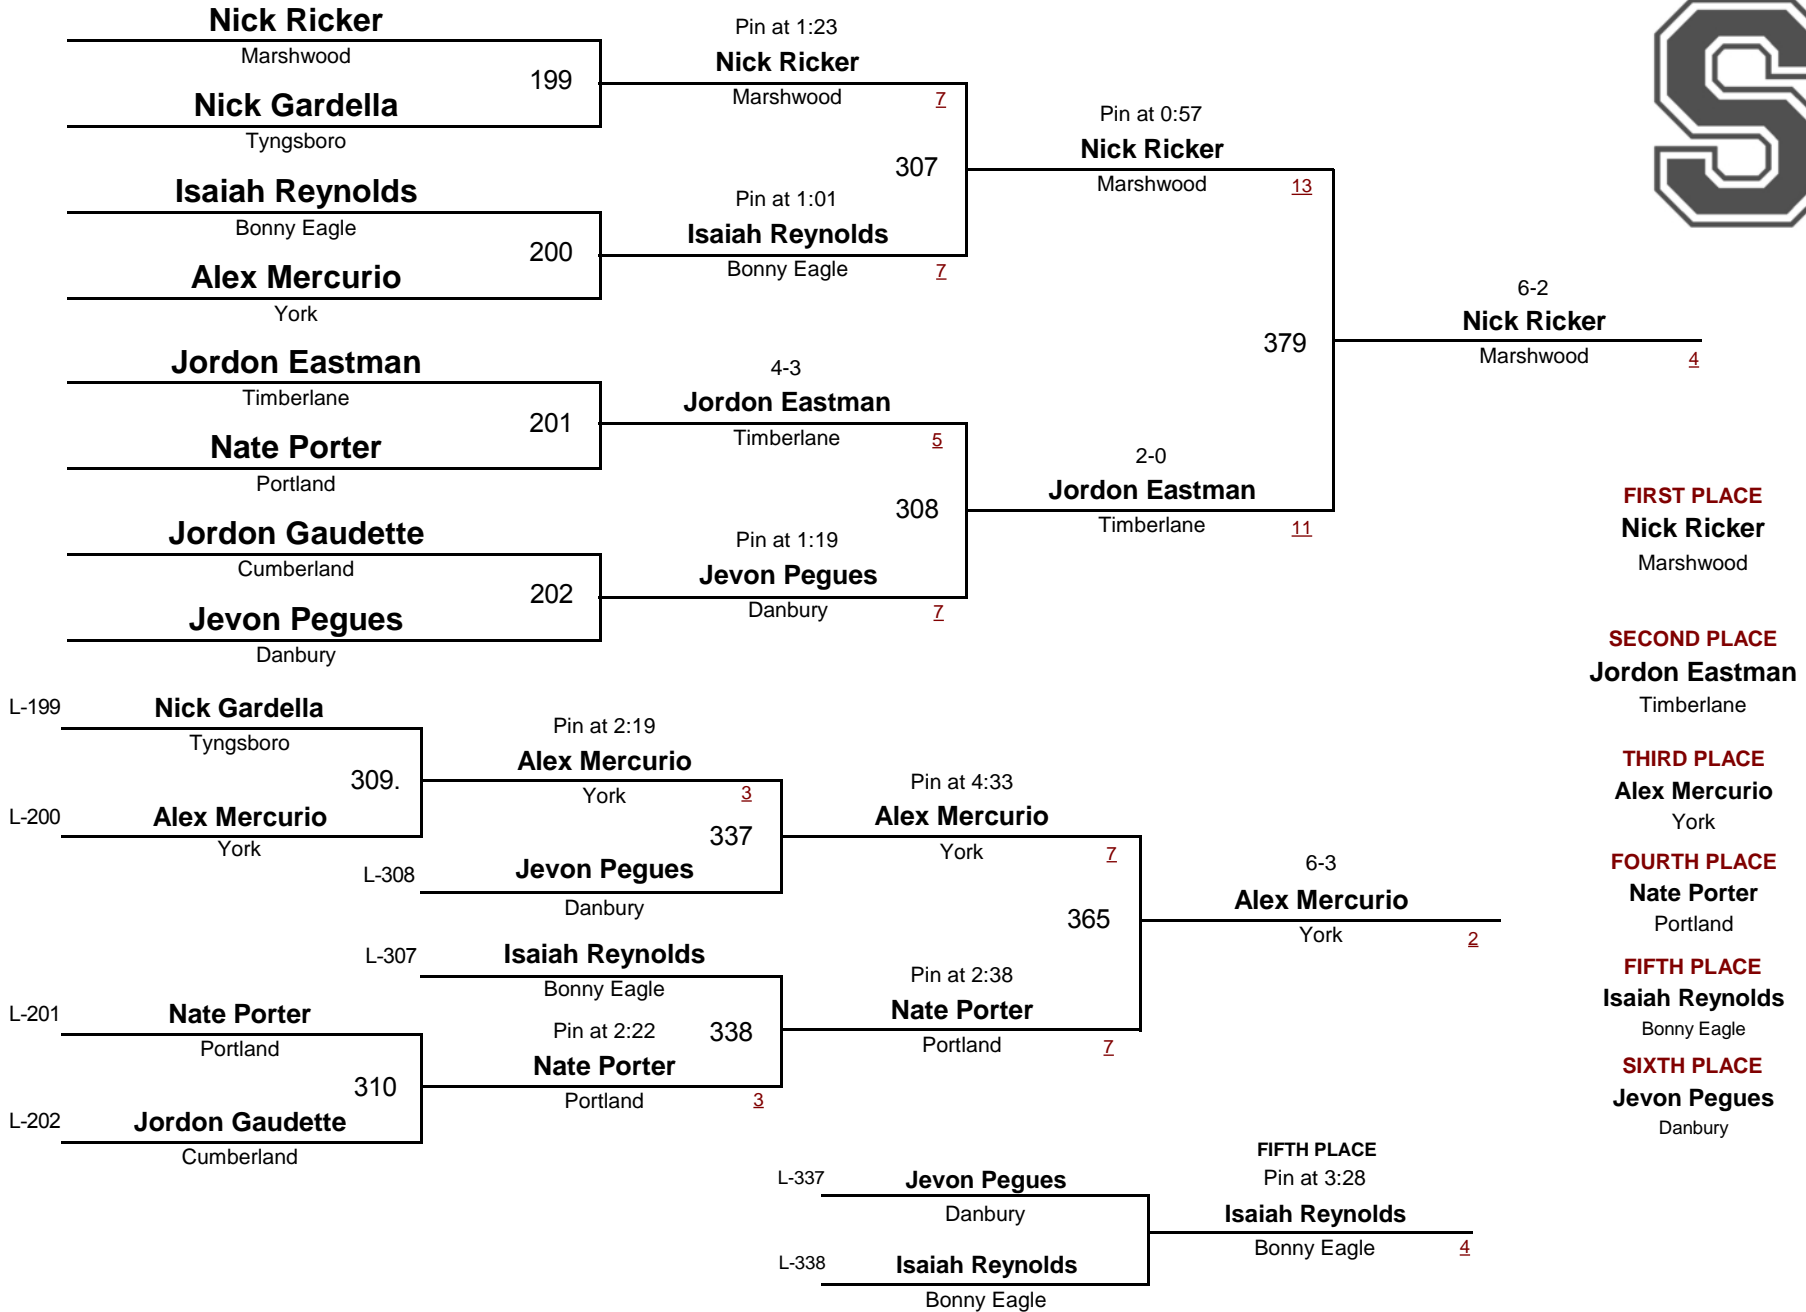 Nick Ricker
Marshwood
199
Nick Gardella
Tyngsboro
Isaiah Reynolds
Bonny Eagle
200
Alex Mercurio
York
Jordon Eastman
Timberlane
201
Nate Porter
Portland
Jordon Gaudette
Cumberland
202
Jevon Pegues
Danbury
Pin at 1:23
Nick Ricker
Marshwood
7
307
Pin at 1:01
Isaiah Reynolds
Bonny Eagle
7
4-3
Jordon Eastman
Timberlane
5
308
Pin at 1:19
Jevon Pegues
Danbury
7
Pin at 0:57
Nick Ricker
Marshwood
13
379
2-0
Jordon Eastman
Timberlane
11
6-2
Nick Ricker
Marshwood
4
S
L-199
Nick Gardella
Tyngsboro
309.
L-200
Alex Mercurio
York
Pin at 2:19
Alex Mercurio
York
3
337
L-308
Jevon Pegues
Danbury
L-307
Isaiah Reynolds
Bonny Eagle
338
L-201
Nate Porter
Portland
310
L-202
Jordon Gaudette
Cumberland
Pin at 2:22
Nate Porter
Portland
3
Pin at 4:33
Alex Mercurio
York
7
365
Pin at 2:38
Nate Porter
Portland
7
6-3
Alex Mercurio
York
2
L-337
Jevon Pegues
Danbury
L-338
Isaiah Reynolds
Bonny Eagle
FIFTH PLACE
Pin at 3:28
Isaiah Reynolds
Bonny Eagle
4
FIRST PLACE
Nick Ricker
Marshwood
SECOND PLACE
Jordon Eastman
Timberlane
THIRD PLACE
Alex Mercurio
York
FOURTH PLACE
Nate Porter
Portland
FIFTH PLACE
Isaiah Reynolds
Bonny Eagle
SIXTH PLACE
Jevon Pegues
Danbury